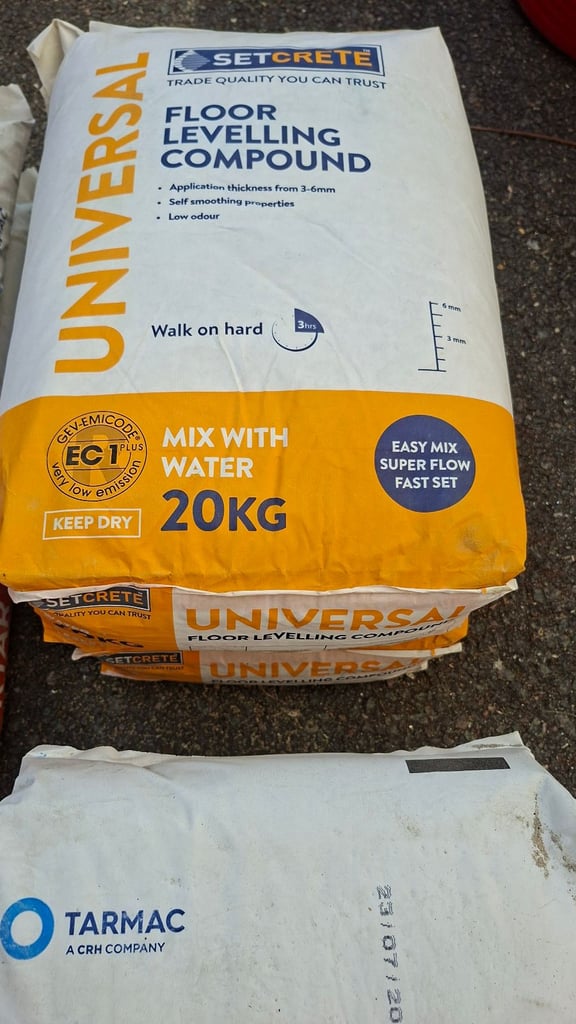 SETCRETE™
TRADE QUALITY YOU CAN TRUST
UNIVERSAL
FLOOR
LEVELLING
COMPOUND
• Application thickness from 3-6mm
• Self smoothing properties
• Low odour
Walk on hard
3hrs
6 mm
3 mm
GEV-EMICODE®
EC1 PLUS
very low emission
KEEP DRY
MIX WITH
WATER
20KG
EASY MIX
SUPER FLOW
FAST SET
SETCRETE
QUALITY YOU CAN TRUST
UNIVERSAL
FLOOR LEVELLING COMPOUND
SETCRETE
UNIVERSAL
FLOOR LEVELLING
TARMAC
A CRH COMPANY
23/07/20